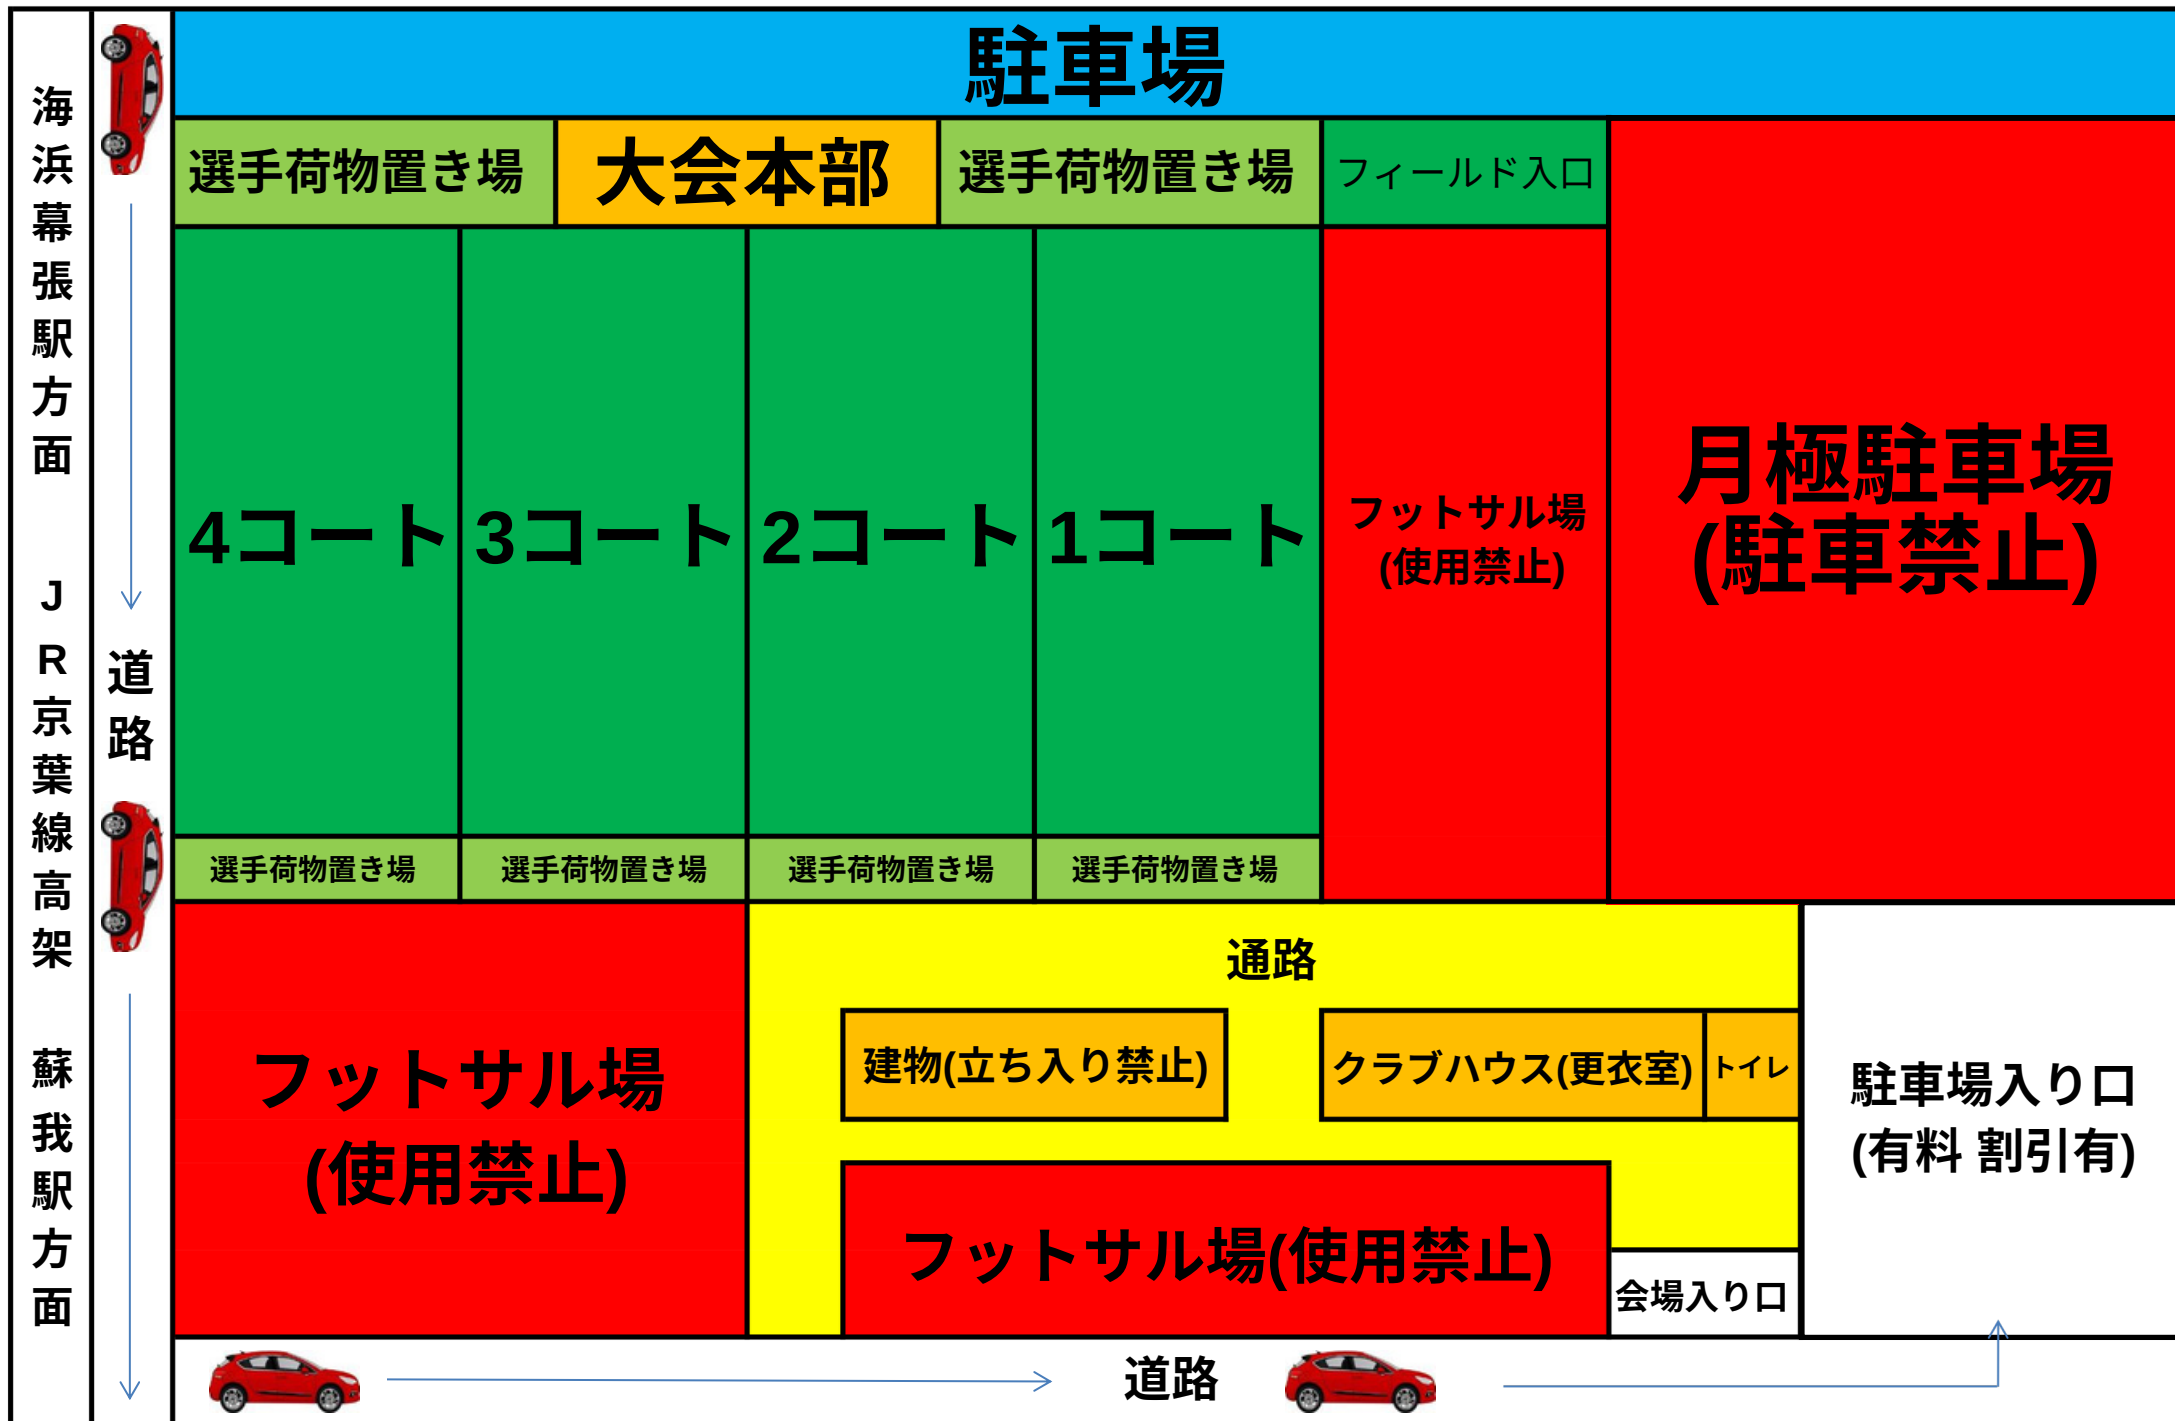 駐車場
選手荷物置き場
大会本部
選手荷物置き場
フィールド入口
海浜幕張駅方面
JR京葉線高架
蘇我駅方面
道路
4コート
3コート
2コート
1コート
フットサル場
(使用禁止)
月極駐車場
(駐車禁止)
選手荷物置き場
選手荷物置き場
選手荷物置き場
選手荷物置き場
フットサル場
(使用禁止)
通路
建物(立ち入り禁止)
クラブハウス(更衣室)
トイレ
駐車場入り口
(有料 割引有)
フットサル場(使用禁止)
会場入り口
道路